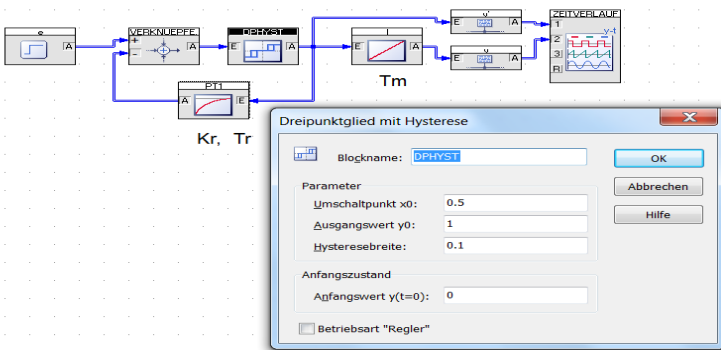 e
A
VERKNUEPFE
+
−
A
DPHYST
E
A
I
E
A
Tm
u'
E
A
u
E
A
ZEITVERLAUF
1
2
3
R
y-t
PT1
A
E
Kr, Tr
Dreipunktglied mit Hysterese
Blockname: DPHYST
OK
Abbrechen
Hilfe
Parameter
Umschaltpunkt x0: 0.5
Ausgangswert y0: 1
Hysteresebreite: 0.1
Anfangszustand
Anfangswert y(t=0): 0
Betriebsart "Regler"